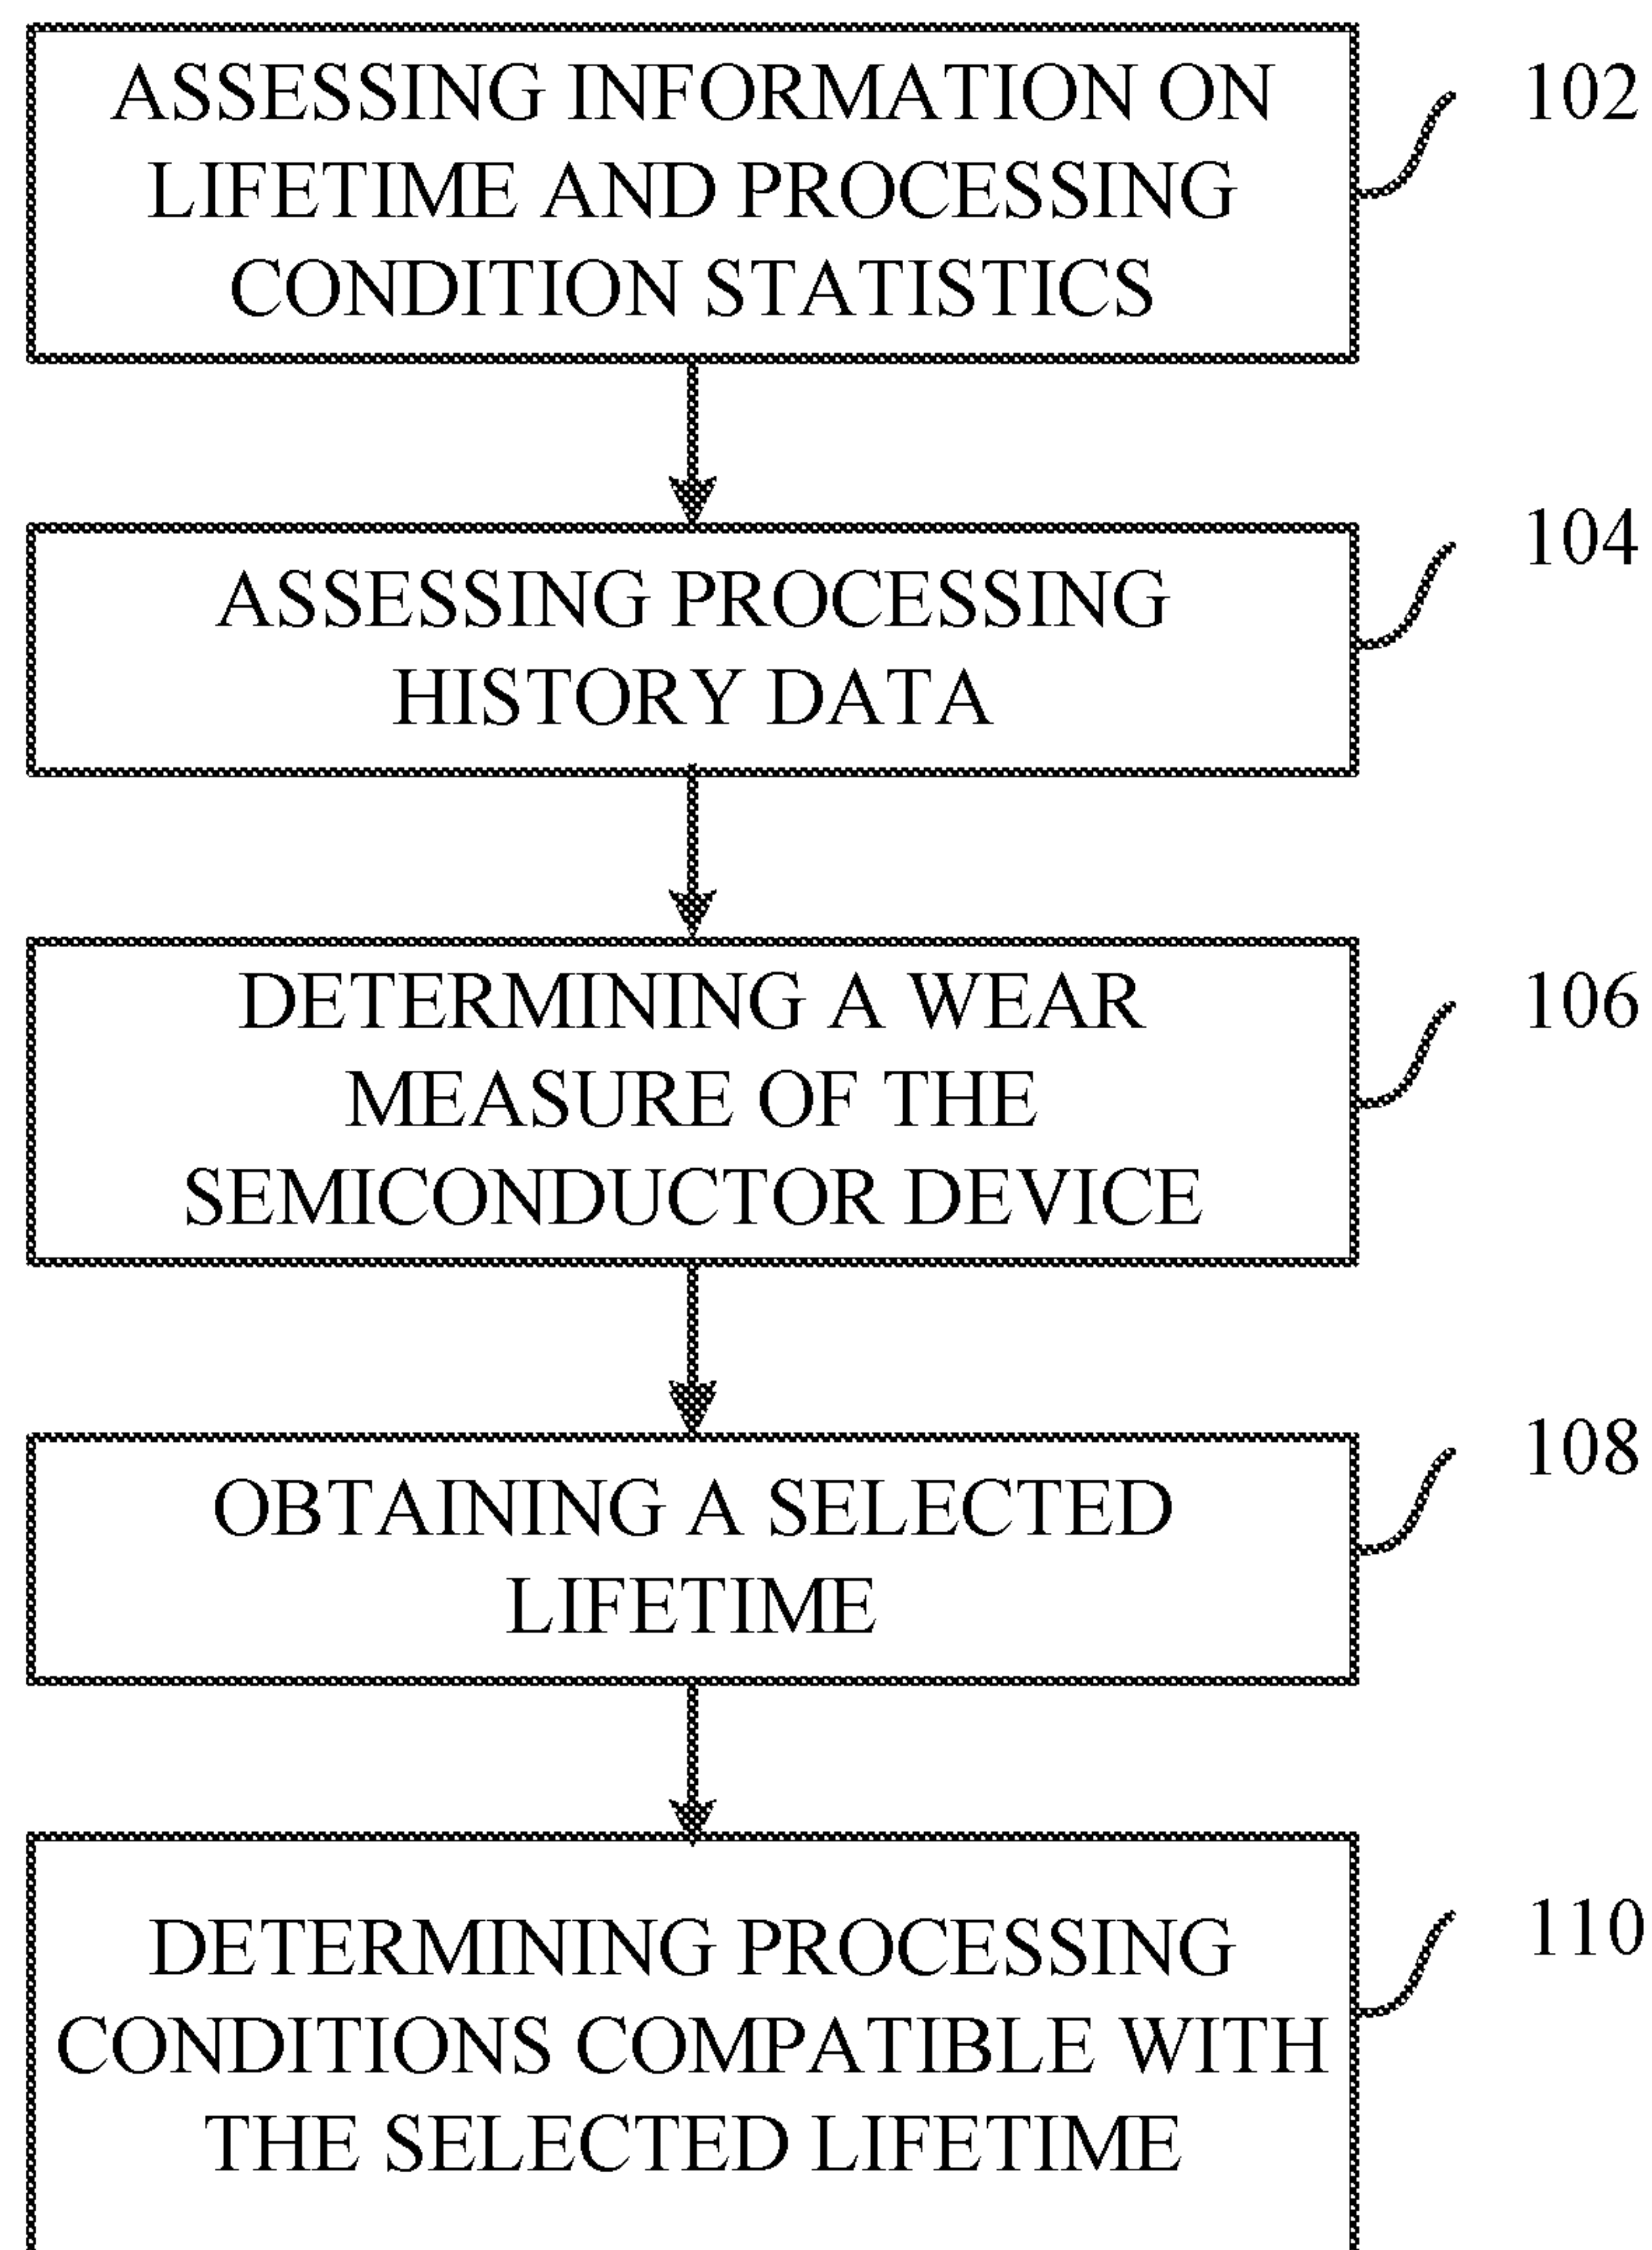 ASSESSING INFORMATION ON
LIFETIME AND PROCESSING
CONDITION STATISTICS
102
ASSESSING PROCESSING
HISTORY DATA
104
DETERMINING A WEAR
MEASURE OF THE
SEMICONDUCTOR DEVICE
106
OBTAINING A SELECTED
LIFETIME
108
DETERMINING PROCESSING
CONDITIONS COMPATIBLE WITH
THE SELECTED LIFETIME
110